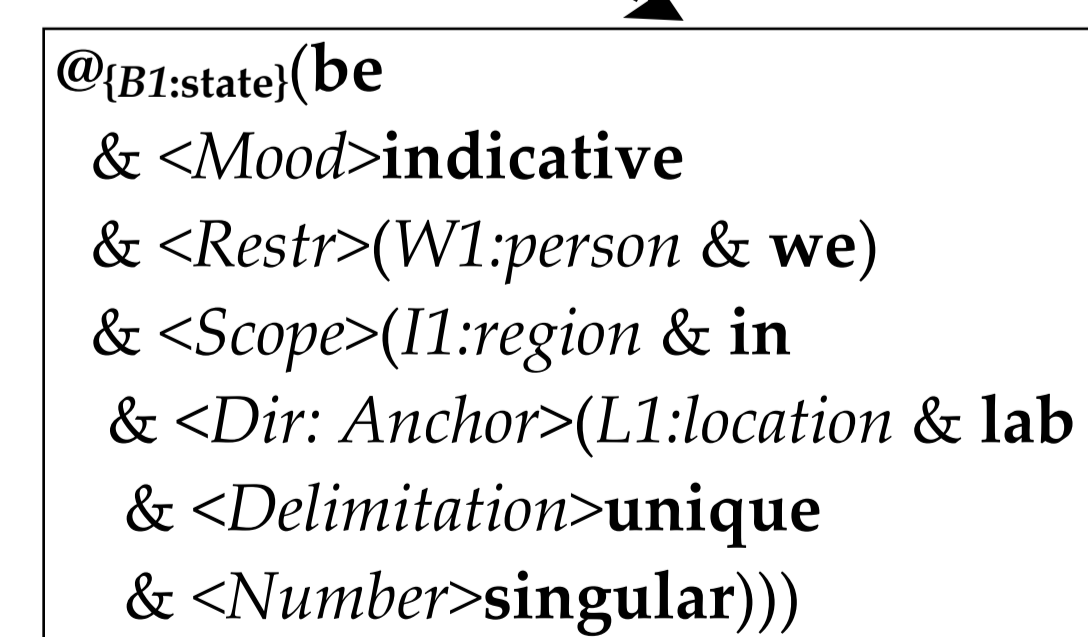 @{B1:state}(be
& <Mood>indicative
& <Restr>(W1:person & we)
& <Scope>(I1:region & in
& <Dir: Anchor>(L1:location & lab
& <Delimitation>unique
& <Number>singular)))